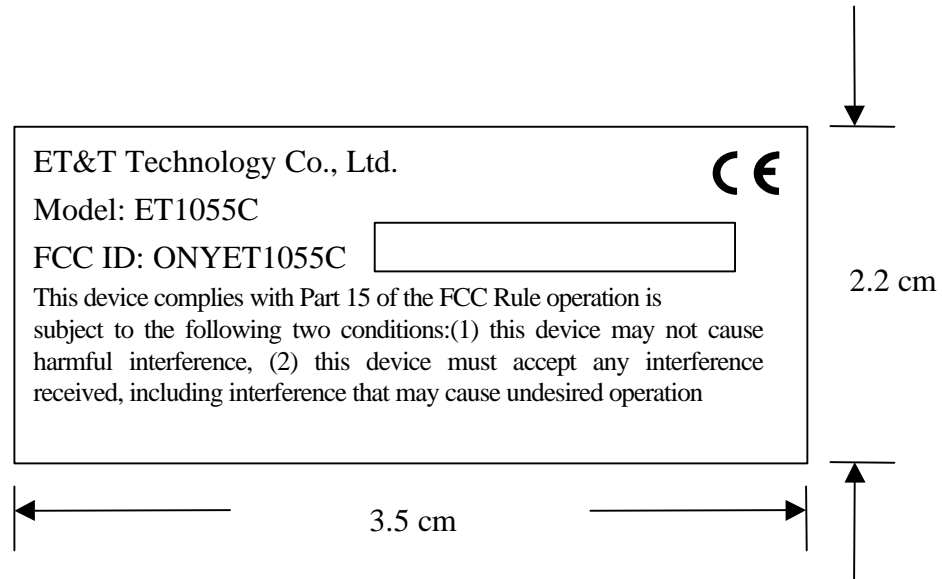 ET&T Technology Co., Ltd.
CE
Model: ET1055C
FCC ID: ONYET1055C
This device complies with Part 15 of the FCC Rule operation is
subject to the following two conditions:(1) this device may not cause
harmful interference, (2) this device must accept any interference
received, including interference that may cause undesired operation
2.2 cm
3.5 cm